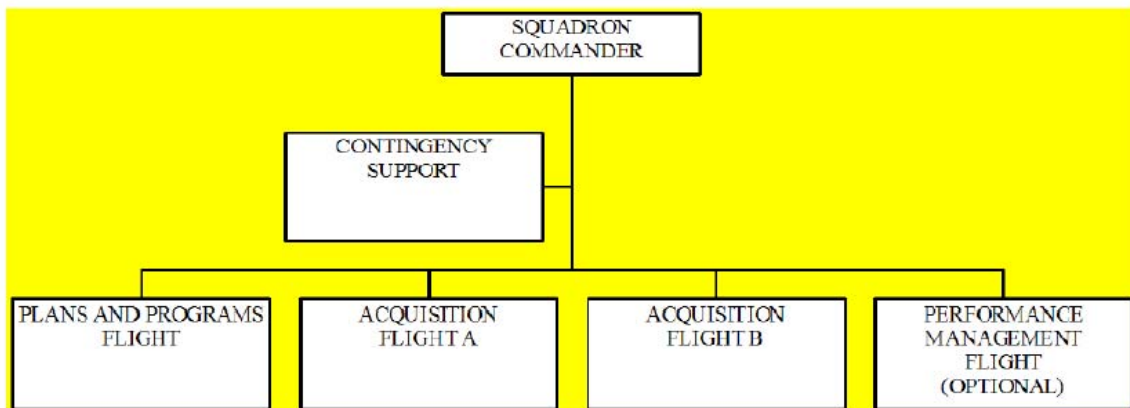 SQUADRON
COMMANDER
CONTINGENCY
SUPPORT
PLANS AND PROGRAMS
FLIGHT
ACQUISITION
FLIGHT A
ACQUISITION
FLIGHT B
PERFORMANCE
MANAGEMENT
FLIGHT
(OPTIONAL)